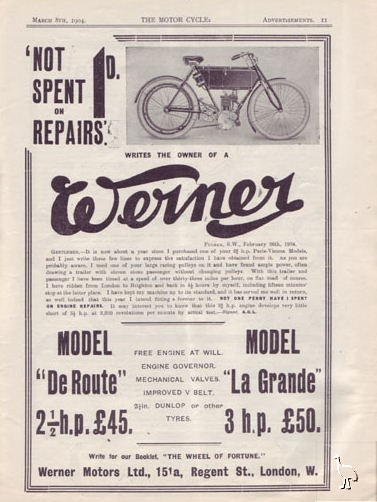 March 8th, 1904. THE MOTOR CYCLE: Advertisements. 11
'NOT
SPENT
ON
REPAIRS'.
1D.
WRITES THE OWNER OF A
Werner
Fulham, S.W., February 26th, 1904.
Gentlemen,—It is now about a year since I purchased one of your 2¾ h.p. Paris-Vienna Models,
and I just write these few lines to express the satisfaction I have obtained from it. As you are
probably aware, I used one of your large racing pulleys on it and have found ample power, often
drawing a trailer with eleven stone passenger without changing pulleys. With this trailer and
passenger I have been timed at a speed of over thirty-three miles per hour, on flat road of course.
I have ridden from London to Brighton and back in 4½ hours by myself, including fifteen minutes'
stop at the latter place. I have kept my machine up to its standard, and it has served me well in return,
so well indeed that this year I intend fitting a forecar to it. NOT ONE PENNY HAVE I SPENT
ON ENGINE REPAIRS. It may interest you to know that this 2¾ h.p. engine develops very little
short of 3½ h.p. at 2,000 revolutions per minute by actual test.—Signed
MODEL
"De Route"
2½h.p. £45.
FREE ENGINE AT WILL.
ENGINE GOVERNOR.
MECHANICAL VALVES.
IMPROVED V BELT.
2¼in. DUNLOP or other
TYRES.
MODEL
"La Grande"
3 h.p. £50.
Write for our Booklet, "THE WHEEL OF FORTUNE."
Werner Motors Ltd., 151a, Regent St., London, W.